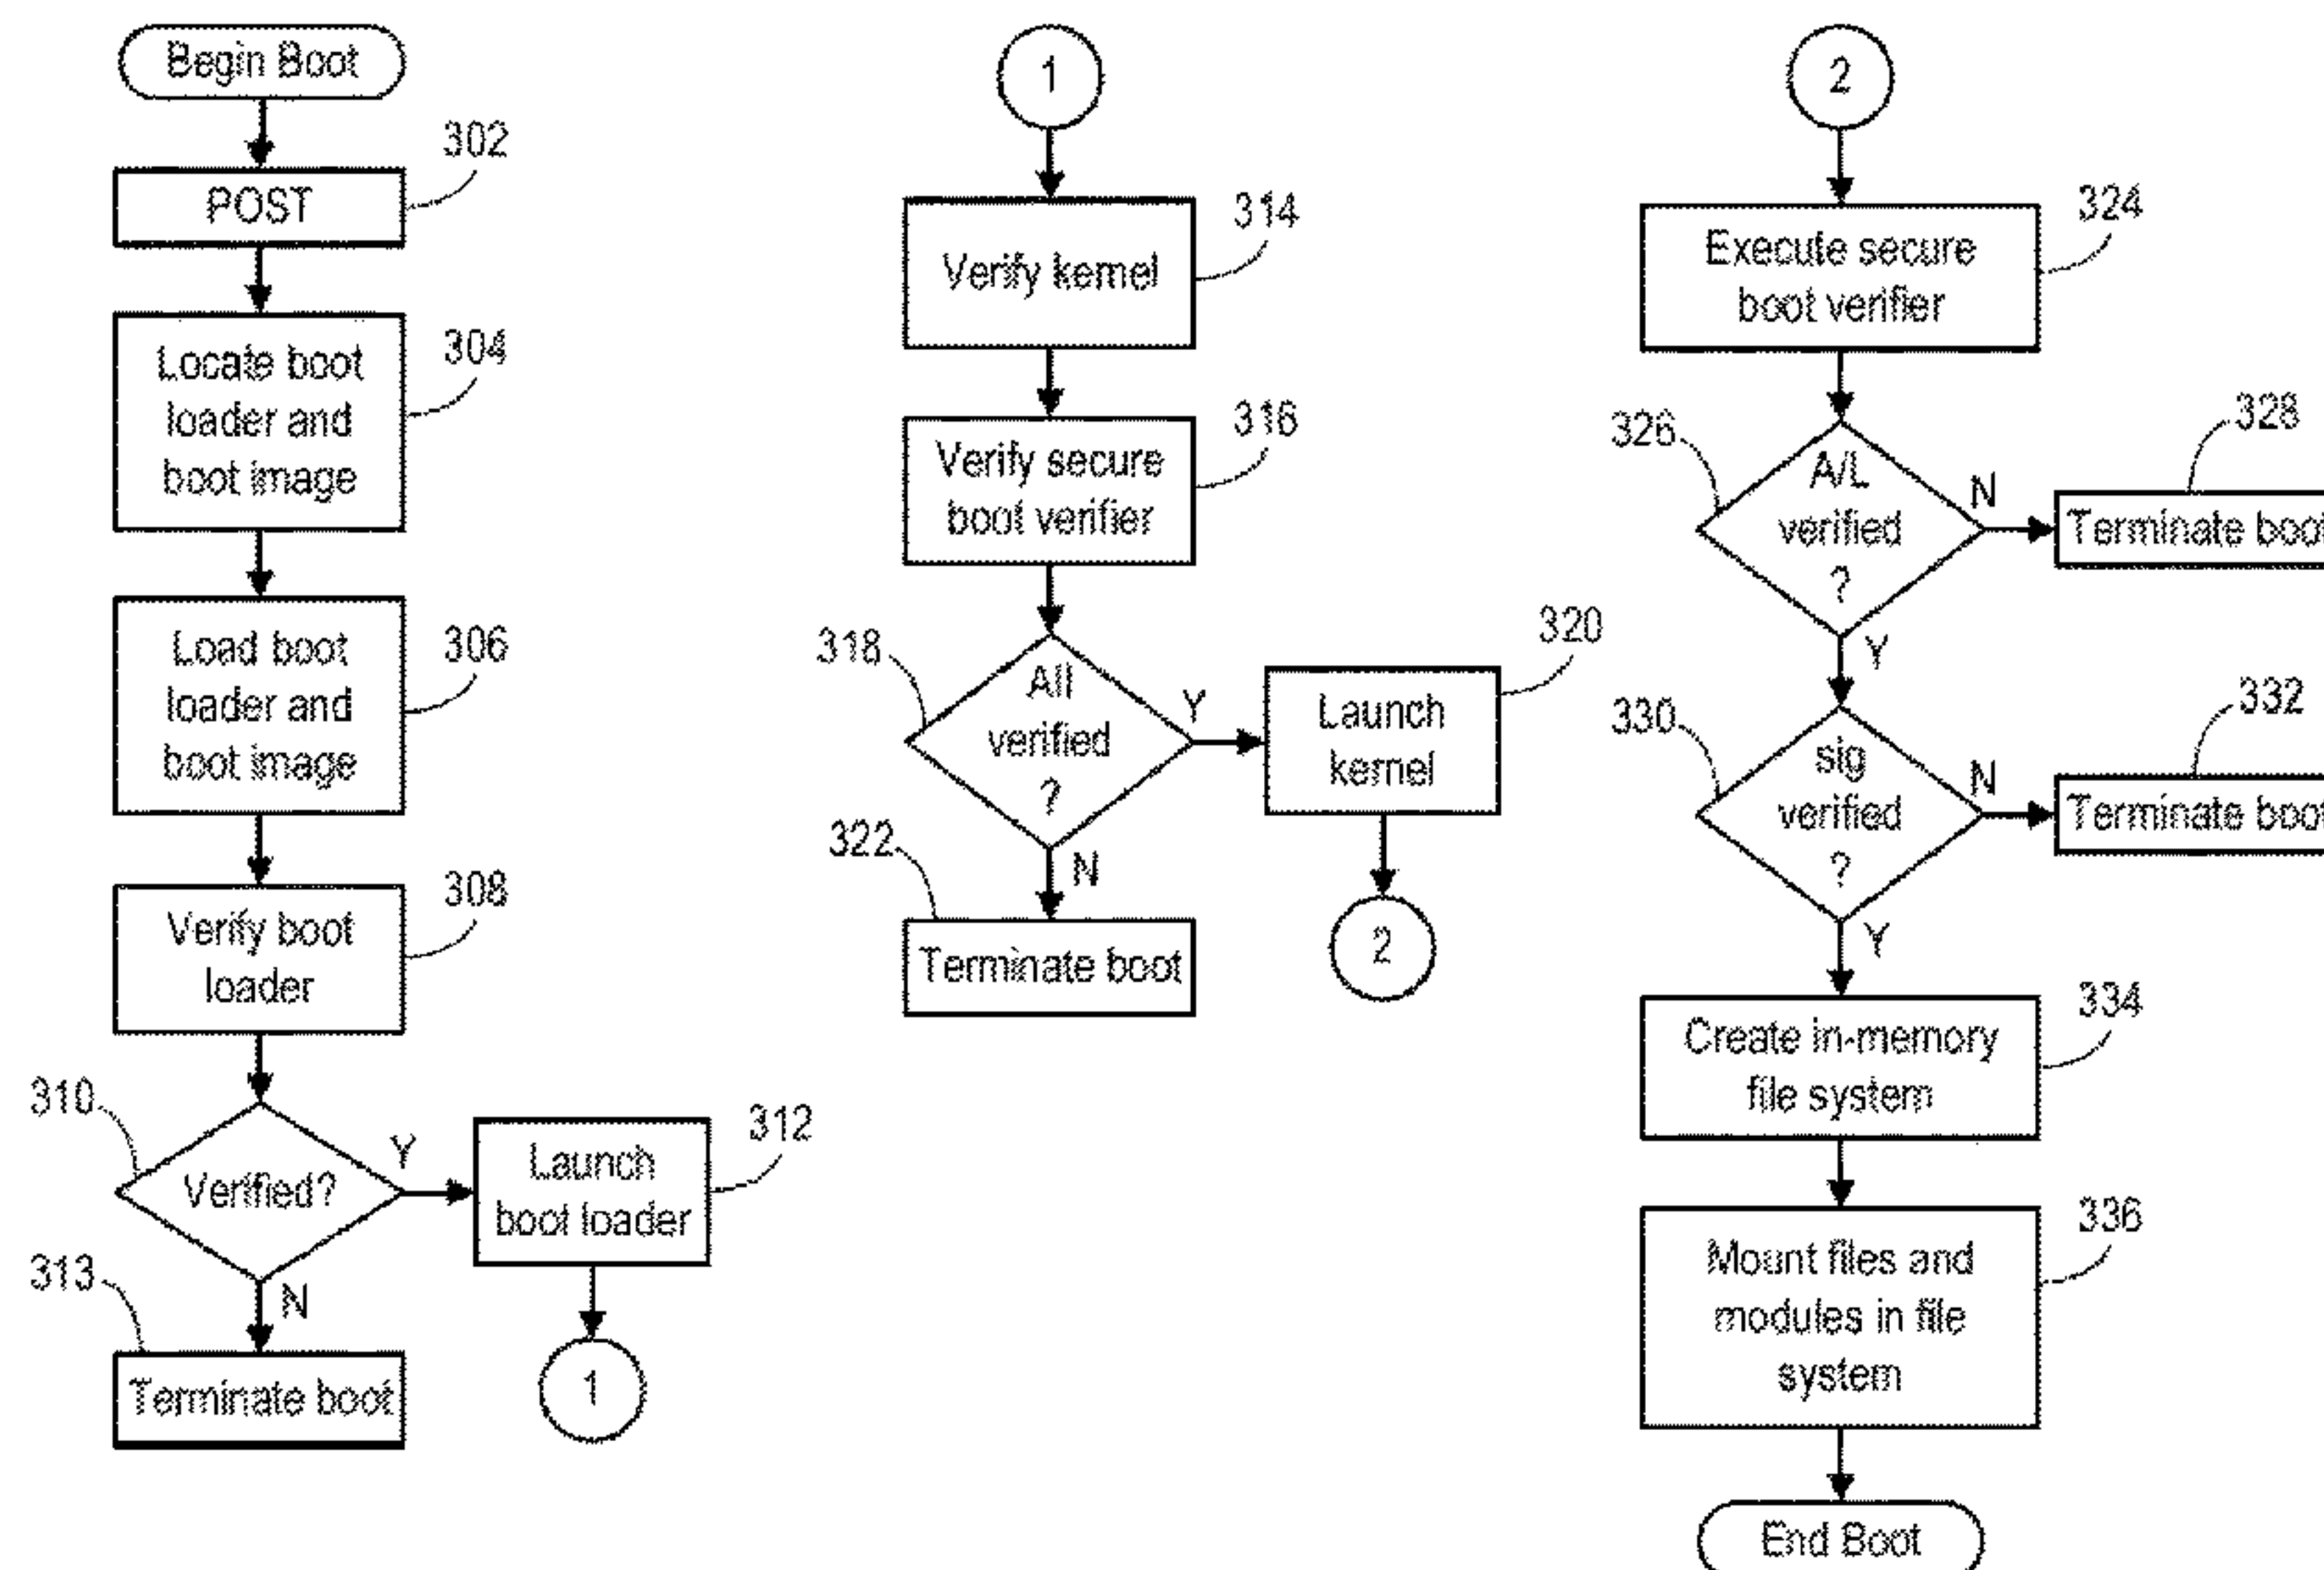 Begin Boot
POST
302
Locate boot
loader and
boot image
304
Load boot
loader and
boot image
306
Verify boot
loader
308
310
Verified?
Y
N
Launch
boot loader
312
313
Terminate boot
1
1
Verify kernel
314
Verify secure
boot verifier
316
318
All
verified
?
Y
N
Launch
kernel
320
322
Terminate boot
2
2
Execute secure
boot verifier
324
326
A/L
verified
?
N
Y
328
Terminate boot
330
sig
verified
?
N
Y
332
Terminate boot
Create in-memory
file system
334
Mount files and
modules in file
system
336
End Boot